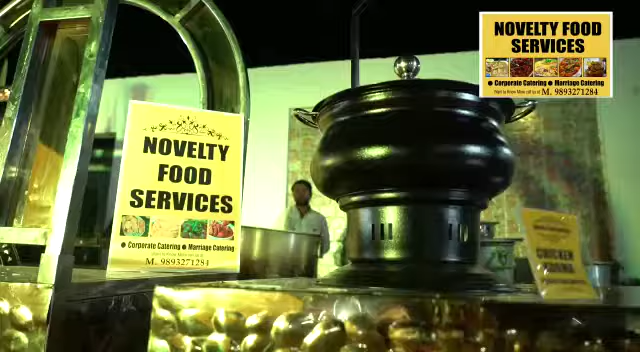 NOVELTY FOOD
SERVICES
● Corporate Catering ● Marriage Catering
M. 9893271284
NOVELTY
FOOD
SERVICES
● Corporate Catering ● Marriage Catering
M. 9893271284
CHICKEN